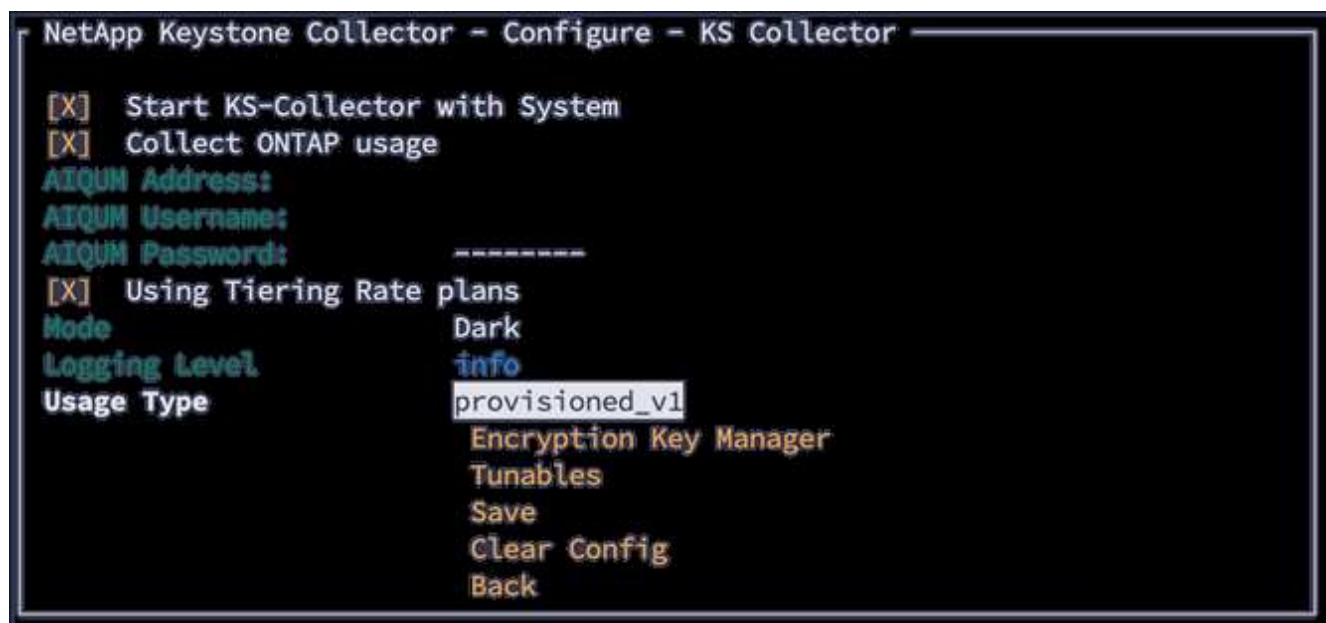 NetApp Keystone Collector - Configure - KS Collector
[X] Start KS-Collector with System
[X] Collect ONTAP usage
AIQUM Address:
AIQUM Username:
AIQUM Password: --------
[X] Using Tiering Rate plans
Mode Dark
Logging Level info
Usage Type provisioned_v1
Encryption Key Manager
Tunables
Save
Clear Config
Back